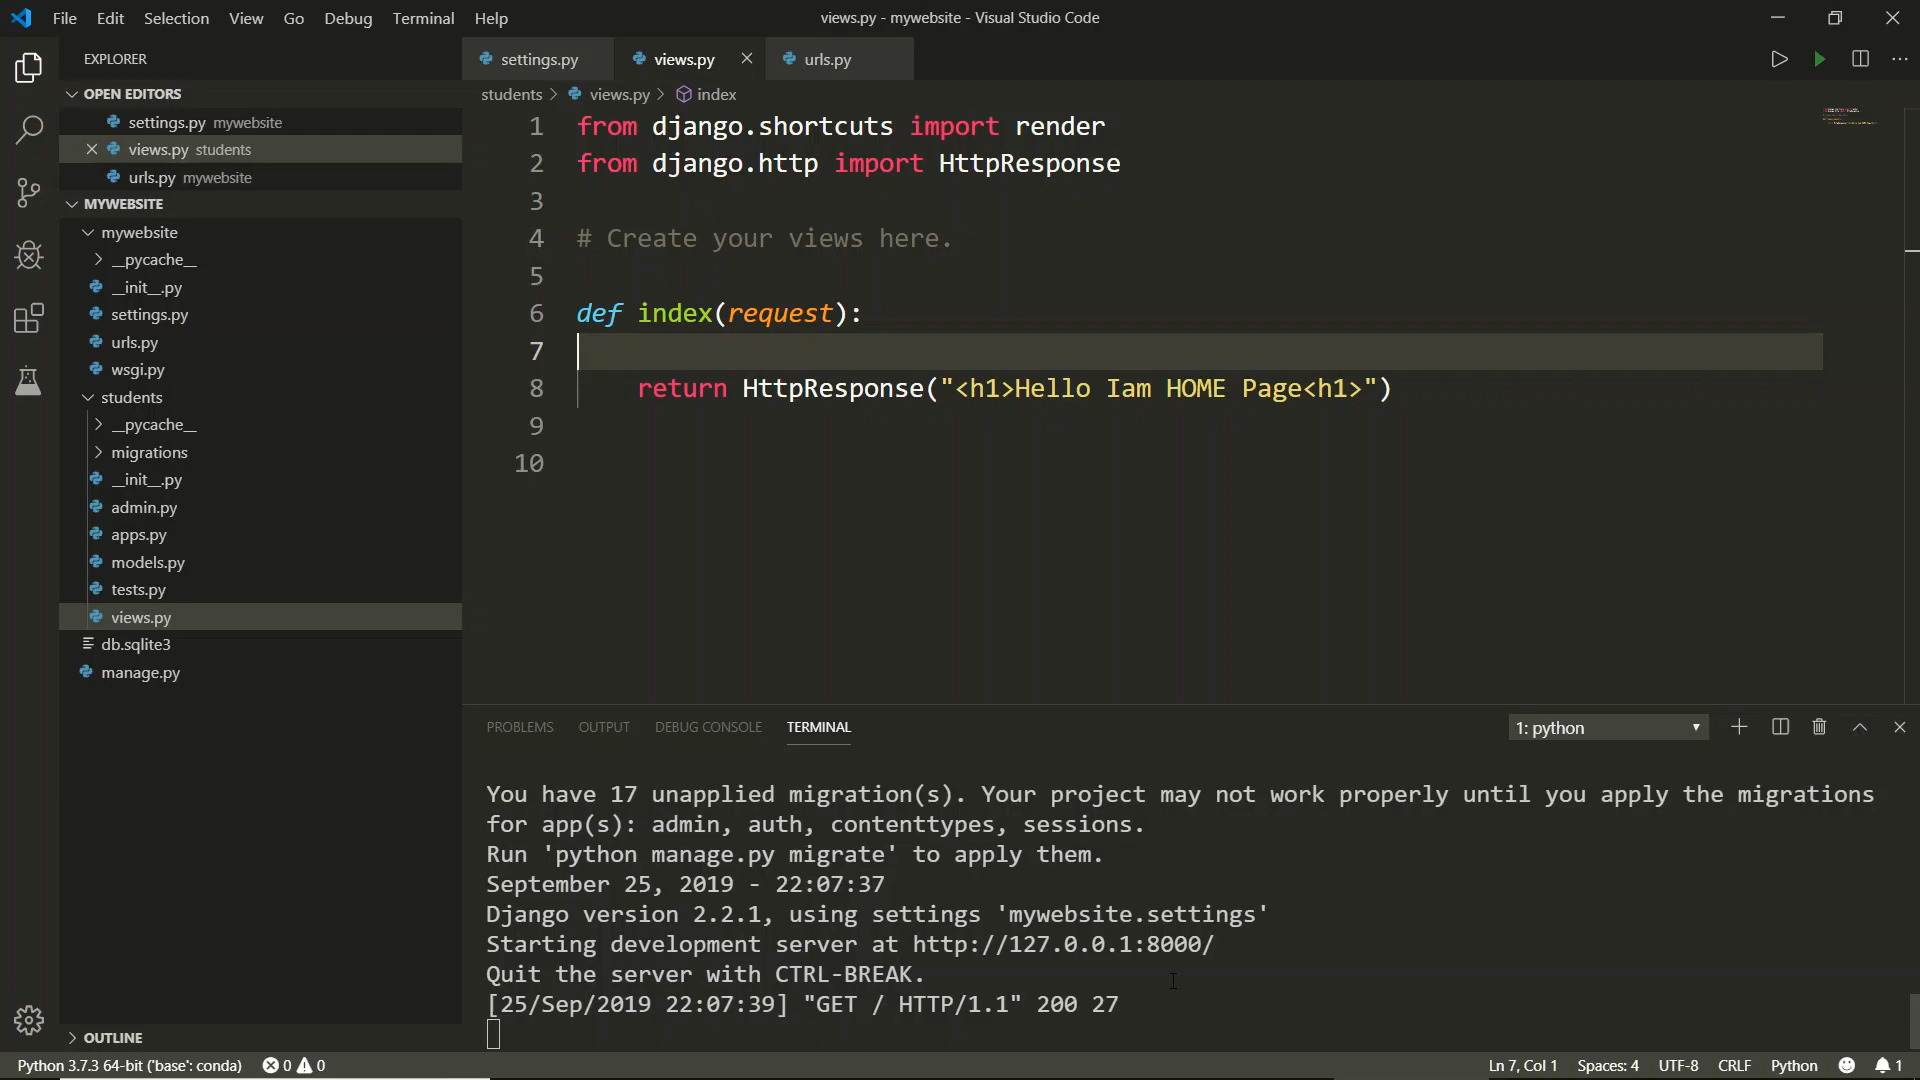 File Edit Selection View Go Debug Terminal Help
views.py - mywebsite - Visual Studio Code
EXPLORER
OPEN EDITORS
settings.py mywebsite
views.py students
urls.py mywebsite
MYWEBSITE
mywebsite
__pycache__
__init__.py
settings.py
urls.py
wsgi.py
students
__pycache__
migrations
__init__.py
admin.py
apps.py
models.py
tests.py
views.py
db.sqlite3
manage.py
OUTLINE
settings.py views.py urls.py
students > views.py > index
1 from django.shortcuts import render
2 from django.http import HttpResponse
3
4 # Create your views here.
5
6 def index(request):
7
8 return HttpResponse("<h1>Hello Iam HOME Page<h1>")
9
10
PROBLEMS OUTPUT DEBUG CONSOLE TERMINAL
1: python
You have 17 unapplied migration(s). Your project may not work properly until you apply the migrations
for app(s): admin, auth, contenttypes, sessions.
Run 'python manage.py migrate' to apply them.
September 25, 2019 - 22:07:37
Django version 2.2.1, using settings 'mywebsite.settings'
Starting development server at http://127.0.0.1:8000/
Quit the server with CTRL-BREAK.
[25/Sep/2019 22:07:39] "GET / HTTP/1.1" 200 27
Python 3.7.3 64-bit ('base': conda) 0 0
Ln 7, Col 1 Spaces: 4 UTF-8 CRLF Python 1